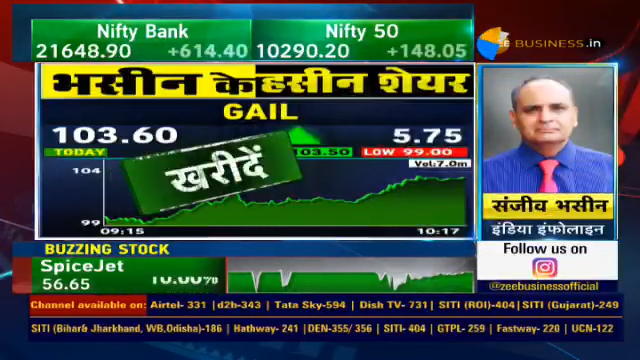 Nifty Bank
21648.90 +614.40
Nifty 50
10290.20 +148.05
ZEE BUSINESS.in
भसीन के हसीन शेयर
GAIL
103.60 5.75
TODAY 103.50 LOW 99.00
Vol:7.0m
104
99
09:15 10:17
खरीदें
संजीव भसीन
इंडिया इंफोलाइन
BUZZING STOCK
SpiceJet
56.65 10.00%
Follow us on
@zeebusinessofficial
Channel available on: Airtel- 331 |d2h-343 | Tata Sky-594 | Dish TV- 731| SITI (ROI)-404| SITI (Gujarat)-249
SITI (Bihar& Jharkhand, WB,Odisha)-186 | Hathway- 241 |DEN-355/ 356 | SITI- 404 | GTPL- 259 | Fastway- 220 | UCN-122